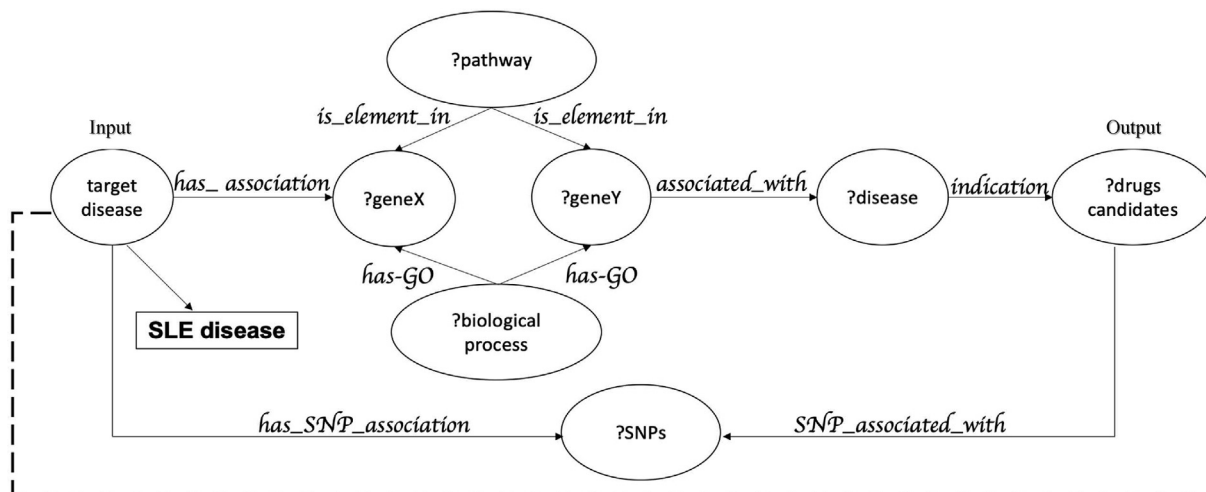 ?pathway
is_element_in
is_element_in
Input
Output
target
disease
has_ association
?geneX
?geneY
associated_with
?disease
indication
?drugs
candidates
has-GO
has-GO
SLE disease
?biological
process
has_SNP_association
?SNPs
SNP_associated_with